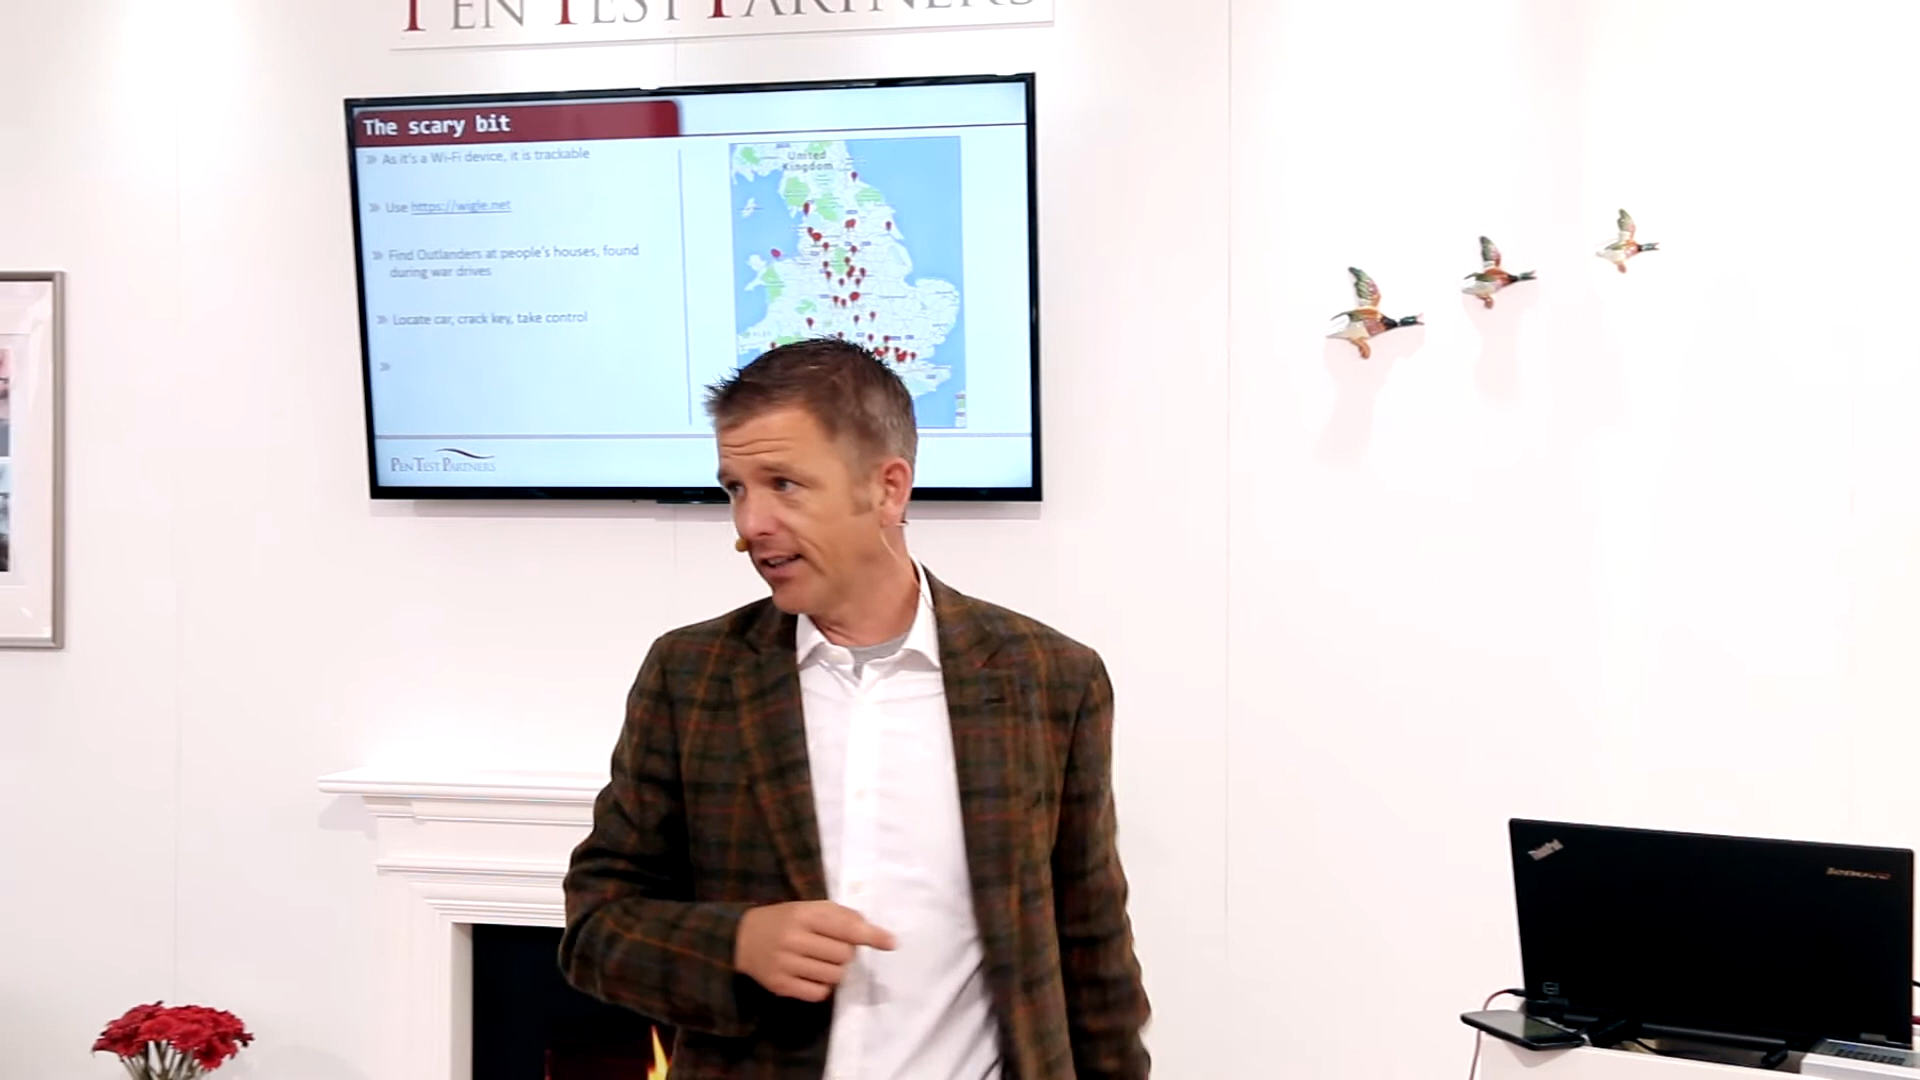 PEN TEST PARTNERS
The scary bit
» As it's a Wi-Fi device, it is trackable
» Use https://wigle.net
» Find Outlanders at people's houses, found
during war drives
» Locate car, crack key, take control
»
United
Kingdom
PEN TEST PARTNERS
ThinkPad
lenovo